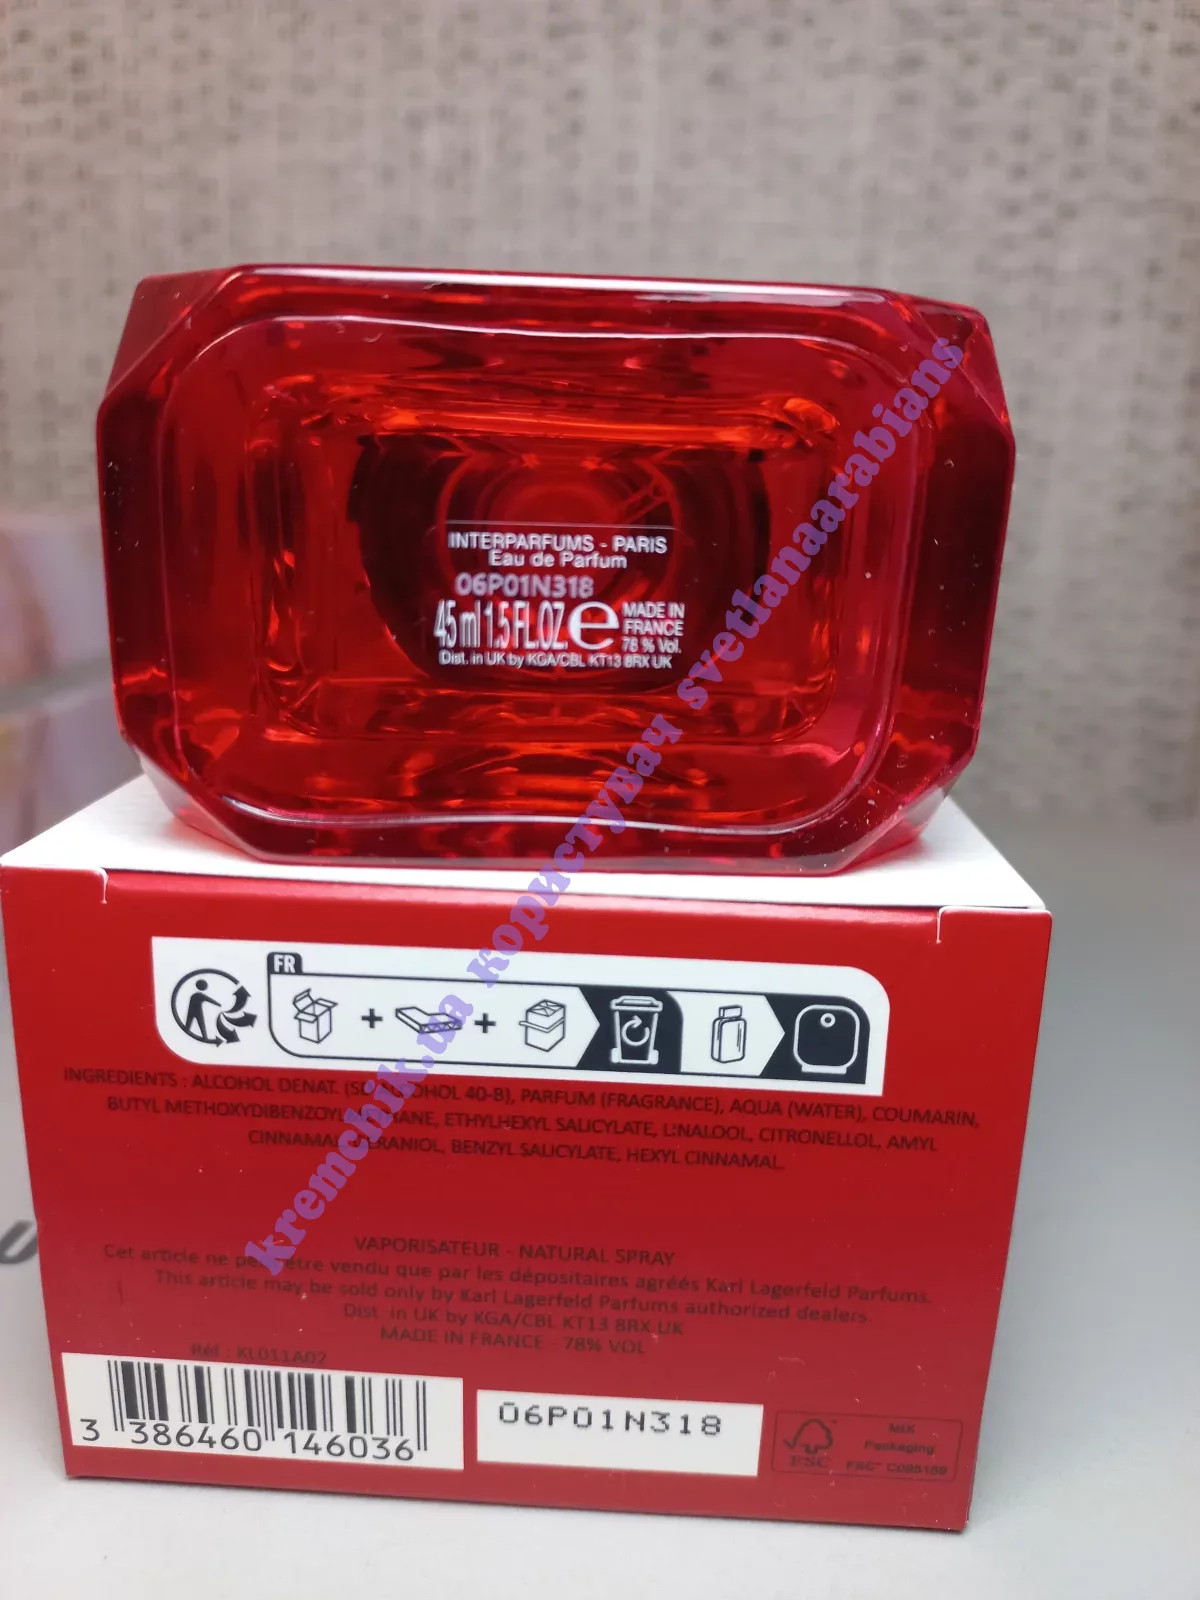 INTERPARFUMS - PARIS
Eau de Parfum
06P01N318
45 ml 1.5 FL.OZ. e MADE IN
FRANCE
78 % Vol.
Dist. in UK by KGA/CBL KT13 8RX UK
kremchik.ua користувач svetlanaarabians
FR
INGREDIENTS : ALCOHOL DENAT. (SD ALCOHOL 40-B), PARFUM (FRAGRANCE), AQUA (WATER), COUMARIN,
BUTYL METHOXYDIBENZOYLMETHANE, ETHYLHEXYL SALICYLATE, LINALOOL, CITRONELLOL, AMYL
CINNAMAL, GERANIOL, BENZYL SALICYLATE, HEXYL CINNAMAL.
VAPORISATEUR - NATURAL SPRAY
Cet article ne peut être vendu que par les dépositaires agréés Karl Lagerfeld Parfums.
This article may be sold only by Karl Lagerfeld Parfums authorized dealers.
Dist. in UK by KGA/CBL KT13 8RX UK
MADE IN FRANCE - 78% VOL
Réf : KL011A02
3 386460 146036
06P01N318
FSC
MIX
Packaging
FSC™ C095159